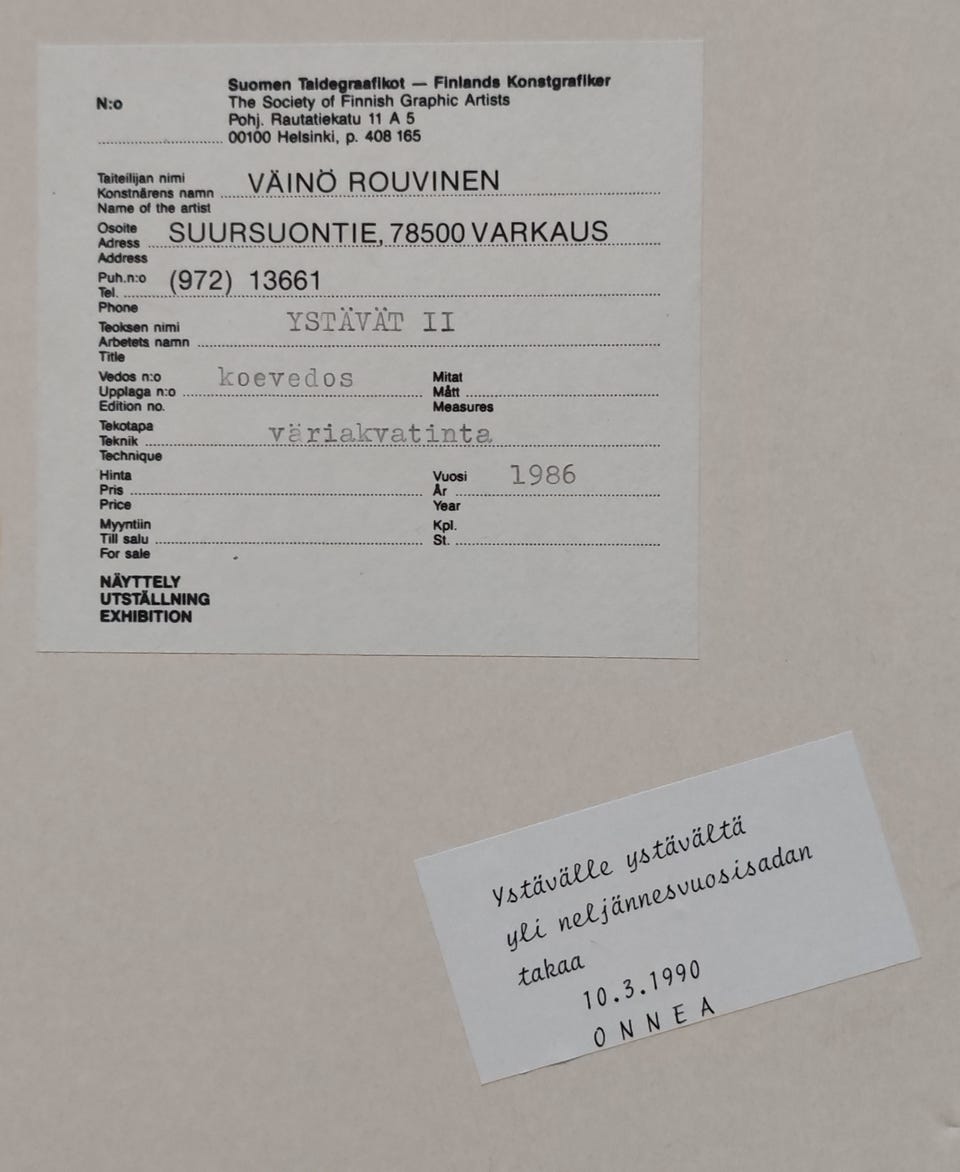 Suomen Taidegraafikot — Finlands Konstgrafiker
N:o
The Society of Finnish Graphic Artists
Pohj. Rautatiekatu 11 A 5
00100 Helsinki, p. 408 165
Taiteilijan nimi
Konstnärens namn VÄINÖ ROUVINEN
Name of the artist
Osoite
Adress SUURSUONTIE, 78500 VARKAUS
Address
Puh.n:o (972) 13661
Tel.
Phone
Teoksen nimi YSTÄVÄT II
Arbetets namn
Title
Vedos n:o koevedos Mitat
Upplaga n:o Mått
Edition no. Measures
Tekotapa
Teknik väriakvatinta
Technique
Hinta Vuosi 1986
Pris År
Price Year
Myyntiin Kpl.
Till salu St.
For sale
NÄYTTELY
UTSTÄLLNING
EXHIBITION
Ystävälle ystävältä
yli neljännesvuosisadan
takaa
10.3.1990
O N N E A